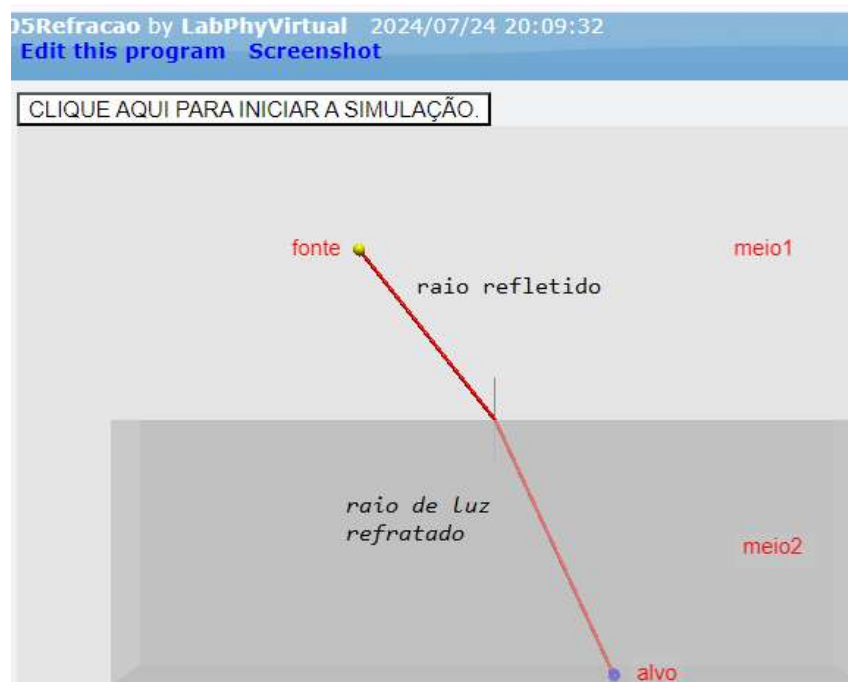 05Refracao by LabPhyVirtual 2024/07/24 20:09:32
Edit this program Screenshot
CLIQUE AQUI PARA INICIAR A SIMULAÇÃO.
fonte
meio1
raio refletido
raio de luz
refratado
meio2
alvo